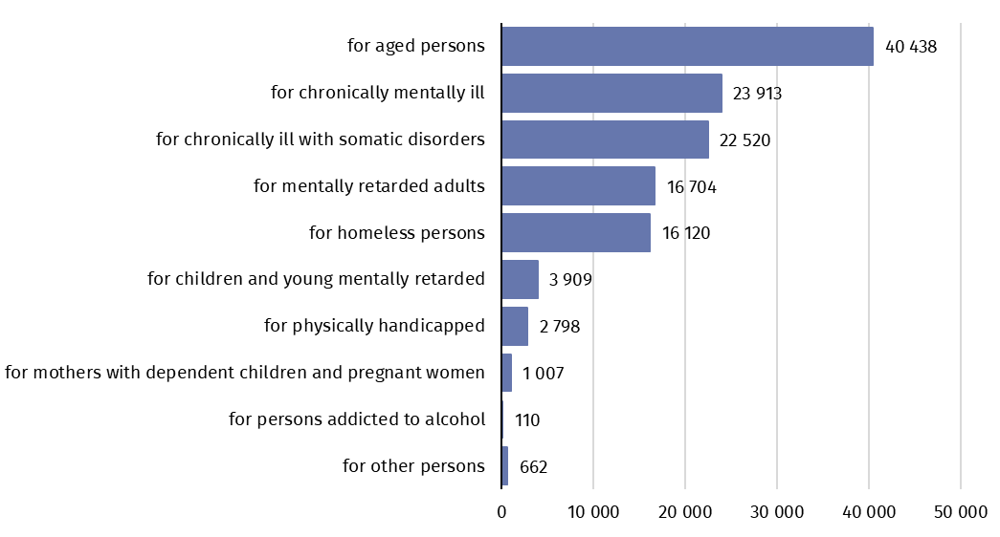 for aged persons 40 438
for chronically mentally ill 23 913
for chronically ill with somatic disorders 22 520
for mentally retarded adults 16 704
for homeless persons 16 120
for children and young mentally retarded 3 909
for physically handicapped 2 798
for mothers with dependent children and pregnant women 1 007
for persons addicted to alcohol 110
for other persons 662
0 10 000 20 000 30 000 40 000 50 000